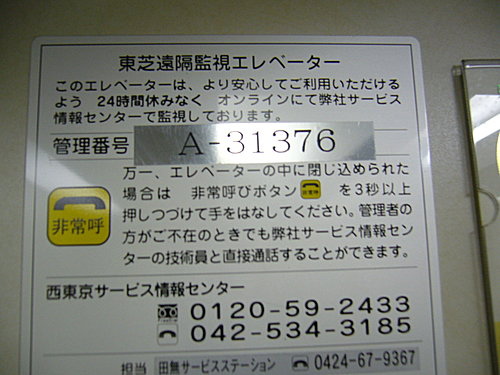 東芝遠隔監視エレベーター
このエレベーターは、より安心してご利用いただける
よう 24時間休みなく オンラインにて弊社サービス
情報センターで監視しております。
管理番号 A-31376
万一、エレベーターの中に閉じ込められた
場合は 非常呼びボタン 非常呼 を3秒以上
押しつづけて手をはなしてください。管理者の
方がご不在のときでも弊社サービス情報セン
ターの技術員と直接通話することができます。
非常呼
西東京サービス情報センター
0120-59-2433
042-534-3185
担当 田無サービスステーション 0424-67-9367